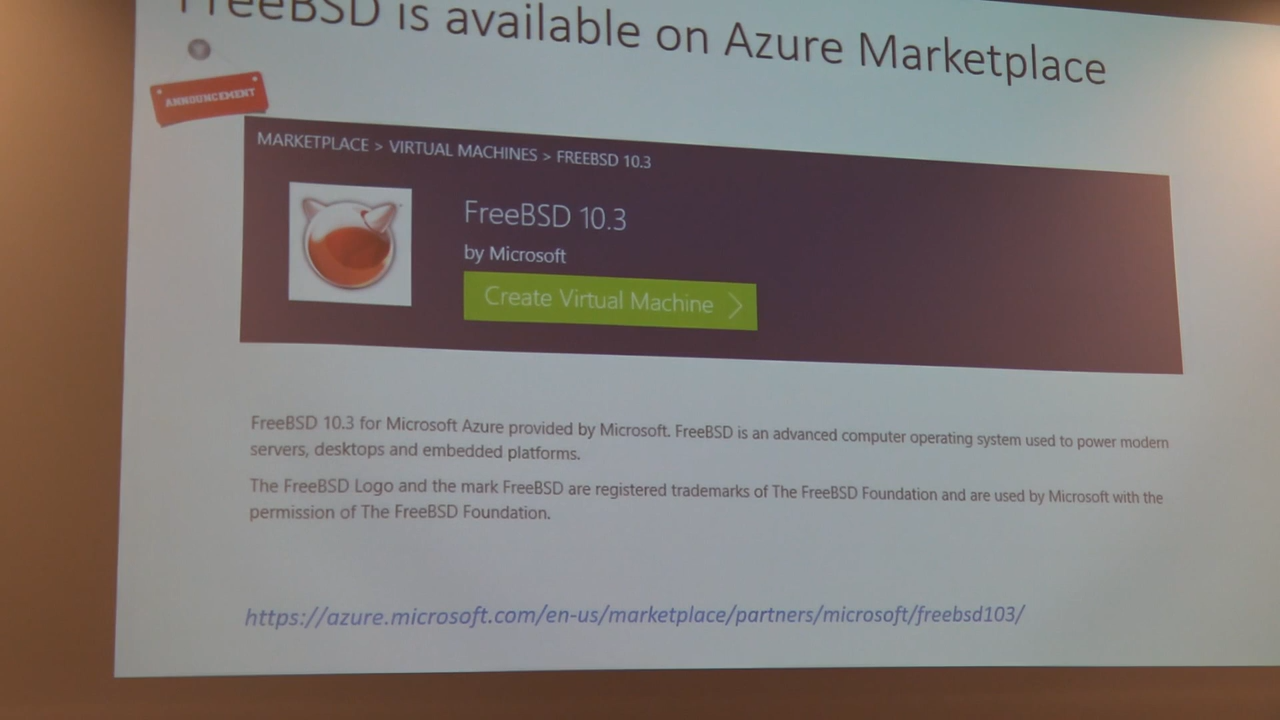 FreeBSD is available on Azure Marketplace
ANNOUNCEMENT
MARKETPLACE > VIRTUAL MACHINES > FREEBSD 10.3
FreeBSD 10.3
by Microsoft
Create Virtual Machine >
FreeBSD 10.3 for Microsoft Azure provided by Microsoft. FreeBSD is an advanced computer operating system used to power modern
servers, desktops and embedded platforms.
The FreeBSD Logo and the mark FreeBSD are registered trademarks of The FreeBSD Foundation and are used by Microsoft with the
permission of The FreeBSD Foundation.
https://azure.microsoft.com/en-us/marketplace/partners/microsoft/freebsd103/